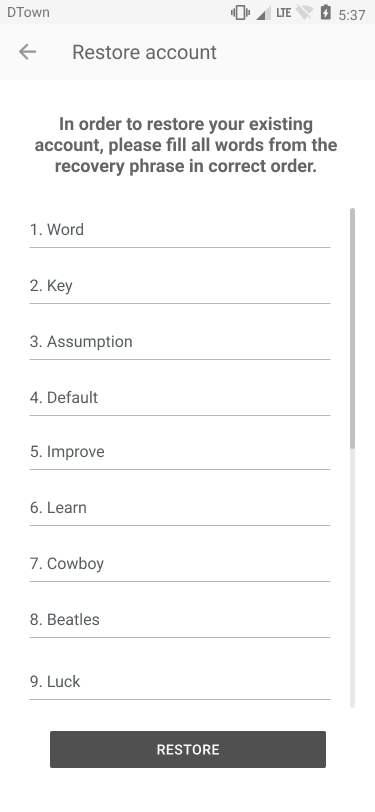 DTown
LTE
5:37
Restore account
In order to restore your existing
account, please fill all words from the
recovery phrase in correct order.
1. Word
2. Key
3. Assumption
4. Default
5. Improve
6. Learn
7. Cowboy
8. Beatles
9. Luck
RESTORE